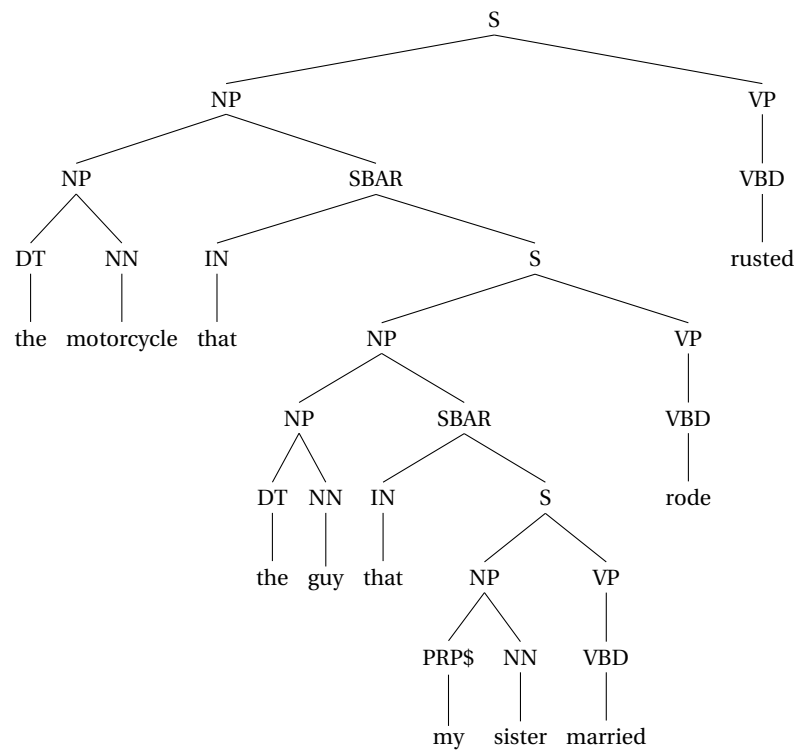 S
NP VP
NP SBAR VBD
DT NN IN S rusted
the motorcycle that NP VP
NP SBAR VBD
DT NN IN S rode
the guy that NP VP
PRP$ NN VBD
my sister married